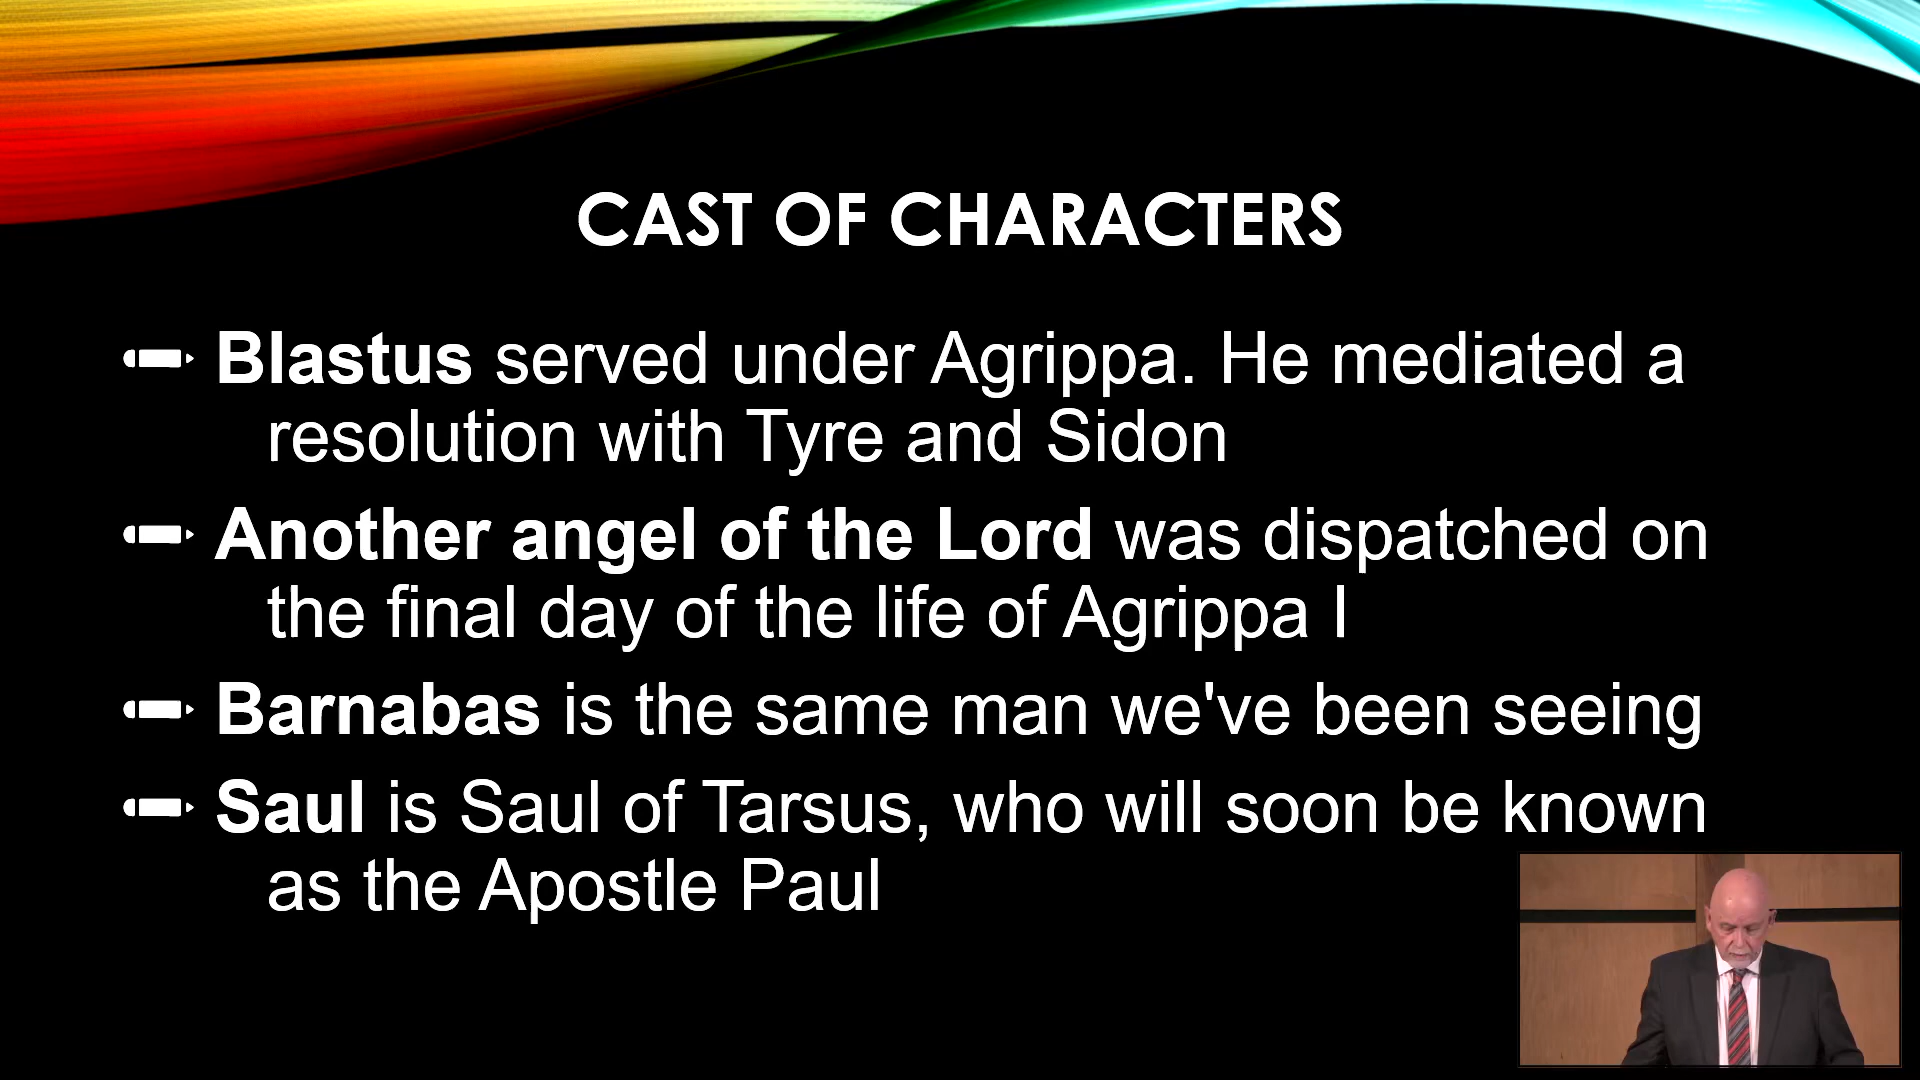 CAST OF CHARACTERS
Blastus served under Agrippa. He mediated a
resolution with Tyre and Sidon
Another angel of the Lord was dispatched on
the final day of the life of Agrippa I
Barnabas is the same man we've been seeing
Saul is Saul of Tarsus, who will soon be known
as the Apostle Paul